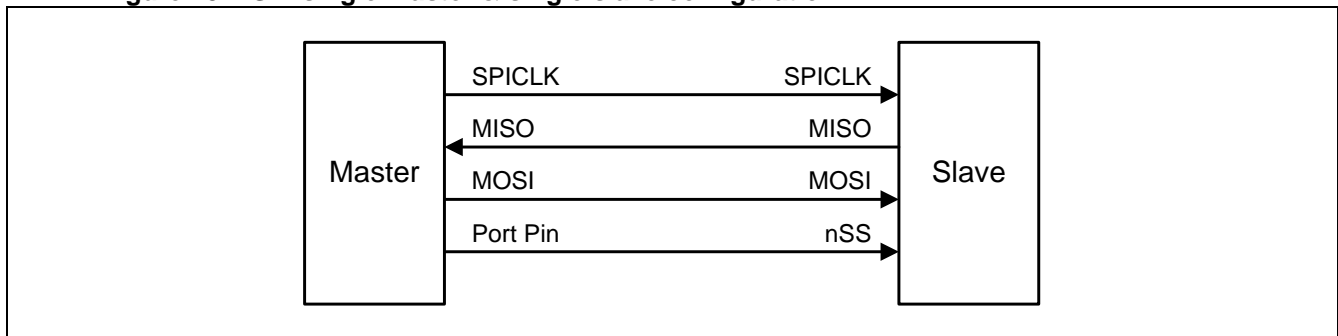 SPICLK SPICLK
MISO MISO
Master Slave
MOSI MOSI
Port Pin nSS